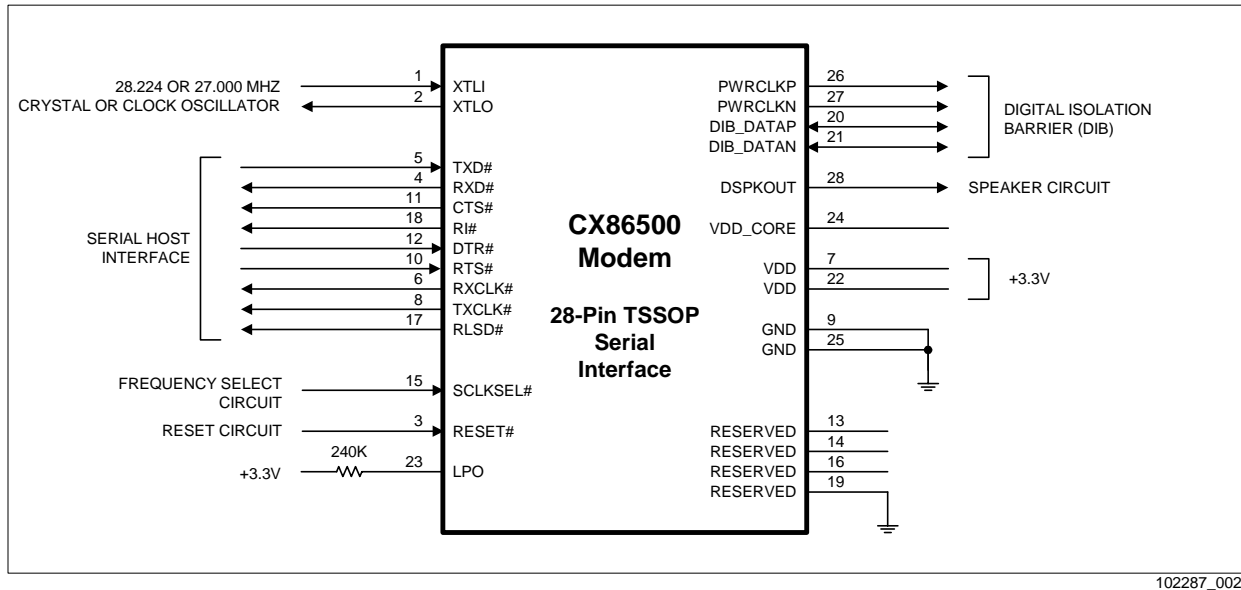 28.224 OR 27.000 MHZ
CRYSTAL OR CLOCK OSCILLATOR
1
XTLI
2
XTLO
SERIAL HOST
INTERFACE
5
TXD#
4
RXD#
11
CTS#
18
RI#
12
DTR#
10
RTS#
6
RXCLK#
8
TXCLK#
17
RLSD#
FREQUENCY SELECT
CIRCUIT
15
SCLKSEL#
RESET CIRCUIT
3
RESET#
+3.3V
240K
23
LPO
CX86500
Modem
28-Pin TSSOP
Serial
Interface
PWRCLKP
26
PWRCLKN
27
DIB_DATAP
20
DIB_DATAN
21
DIGITAL ISOLATION
BARRIER (DIB)
DSPKOUT
28
SPEAKER CIRCUIT
VDD_CORE
24
VDD
7
VDD
22
+3.3V
GND
9
GND
25
RESERVED
13
RESERVED
14
RESERVED
16
RESERVED
19
102287_002